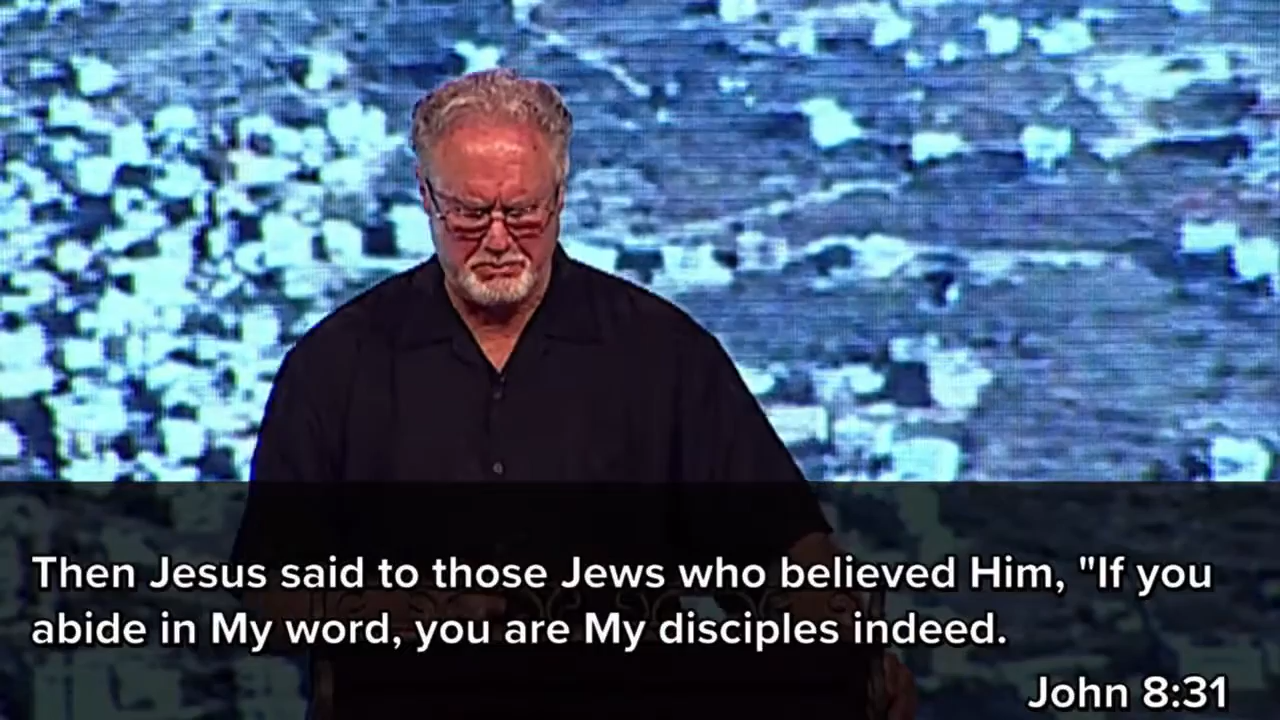 Then Jesus said to those Jews who believed Him, "If you
abide in My word, you are My disciples indeed.
John 8:31